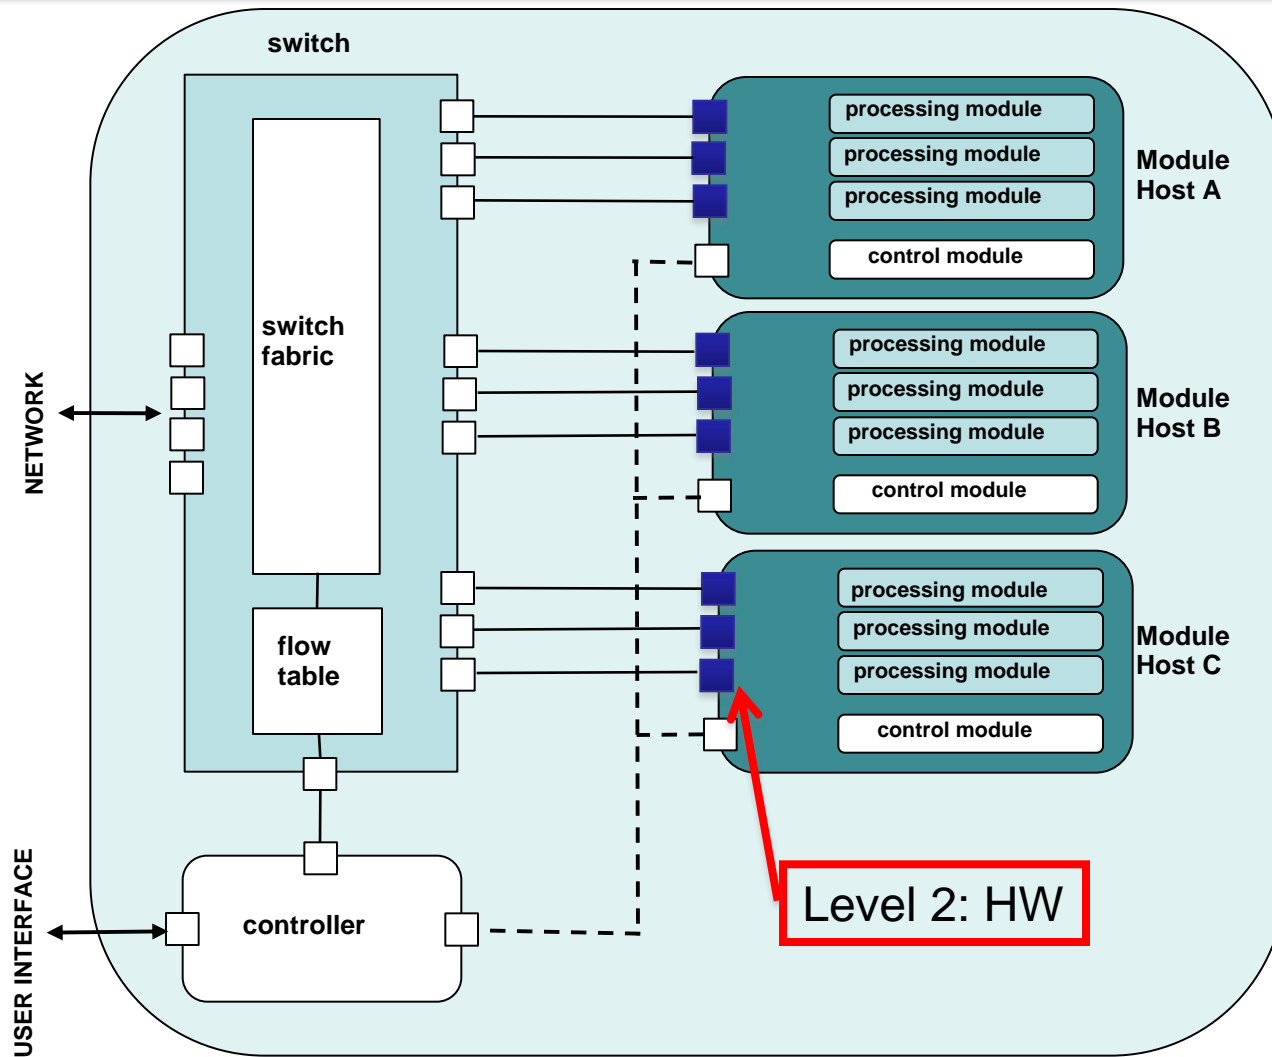 switch
switch
fabric
flow
table
controller
NETWORK
USER INTERFACE
processing module
processing module
processing module
control module
Module
Host A
processing module
processing module
processing module
control module
Module
Host B
processing module
processing module
processing module
control module
Module
Host C
Level 2: HW